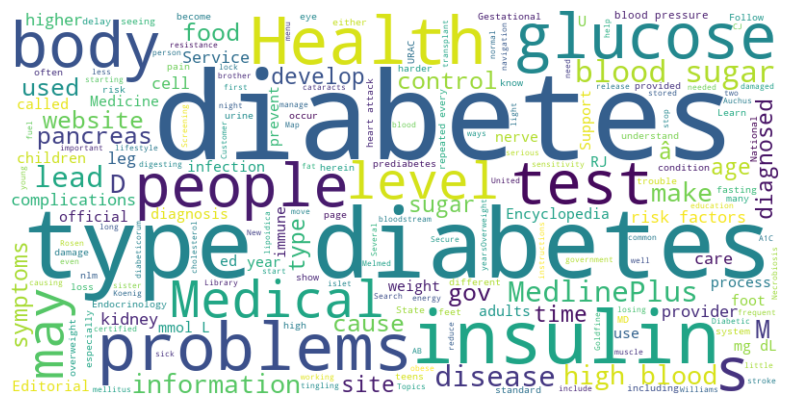 body
Health
glucose
diabetes
higher
delay
seeing
become
often
either
eye
food
Service
develop
resistance
menu
URAC
harder
Gestational
transplant
navigation
normal
blood pressure
Follow
U
help
used
called
cell
Medicine
website
pancreas
control
prevent
heart attack
blood sugar
Support
understand
National
Auchus
Learn
diagnosed
children
leg
infection
nerve
repeated every
RJ
age
lead
D
people
level
test
â
make
complications
official
diagnosis
sugar
Encyclopedia
risk factors
type diabetes
symptoms
may
Medical
MedlinePlus
gov
weight
immune
type
year
ed
care
process
foot
provider
time
adults
kidney
mmol L
cause
problems
insulin
s
M
mg dL
system
use
disease
high blood
information
site
Editorial
overweight
especially
Endocrinology
Library
cholesterol
diabeticorum
lipoidica
bloodstream
prediabetes
sensitivity
condition
trouble
fasting
many
Several
Secure
yearsOverweight
government
common
education
instructions
A1C
Necrobiosis
Goldfine
Williams
Melmed
Rosen
Koenig
mellitus
tingling
working
teens
Topics
standard
include
including
muscle
stroke
Diabetic
frequent
losing
reduce
different
energy
Search
State
feet
islet
nlm
damage
loss
certified
sick
high
show
start
page
move
New
sister
brother
Customer
Screening
Map
urine
night
first
pain
risk
lifestyle
person
less
starting
lock
cataracts
manage
occur
digesting
fat
herein
blood
ways
know
light
need
release
provided
stored
needed
damaged
two
stop
serious
United
important
fuel
young
even
long
causing
obese
AB
MD
well
little